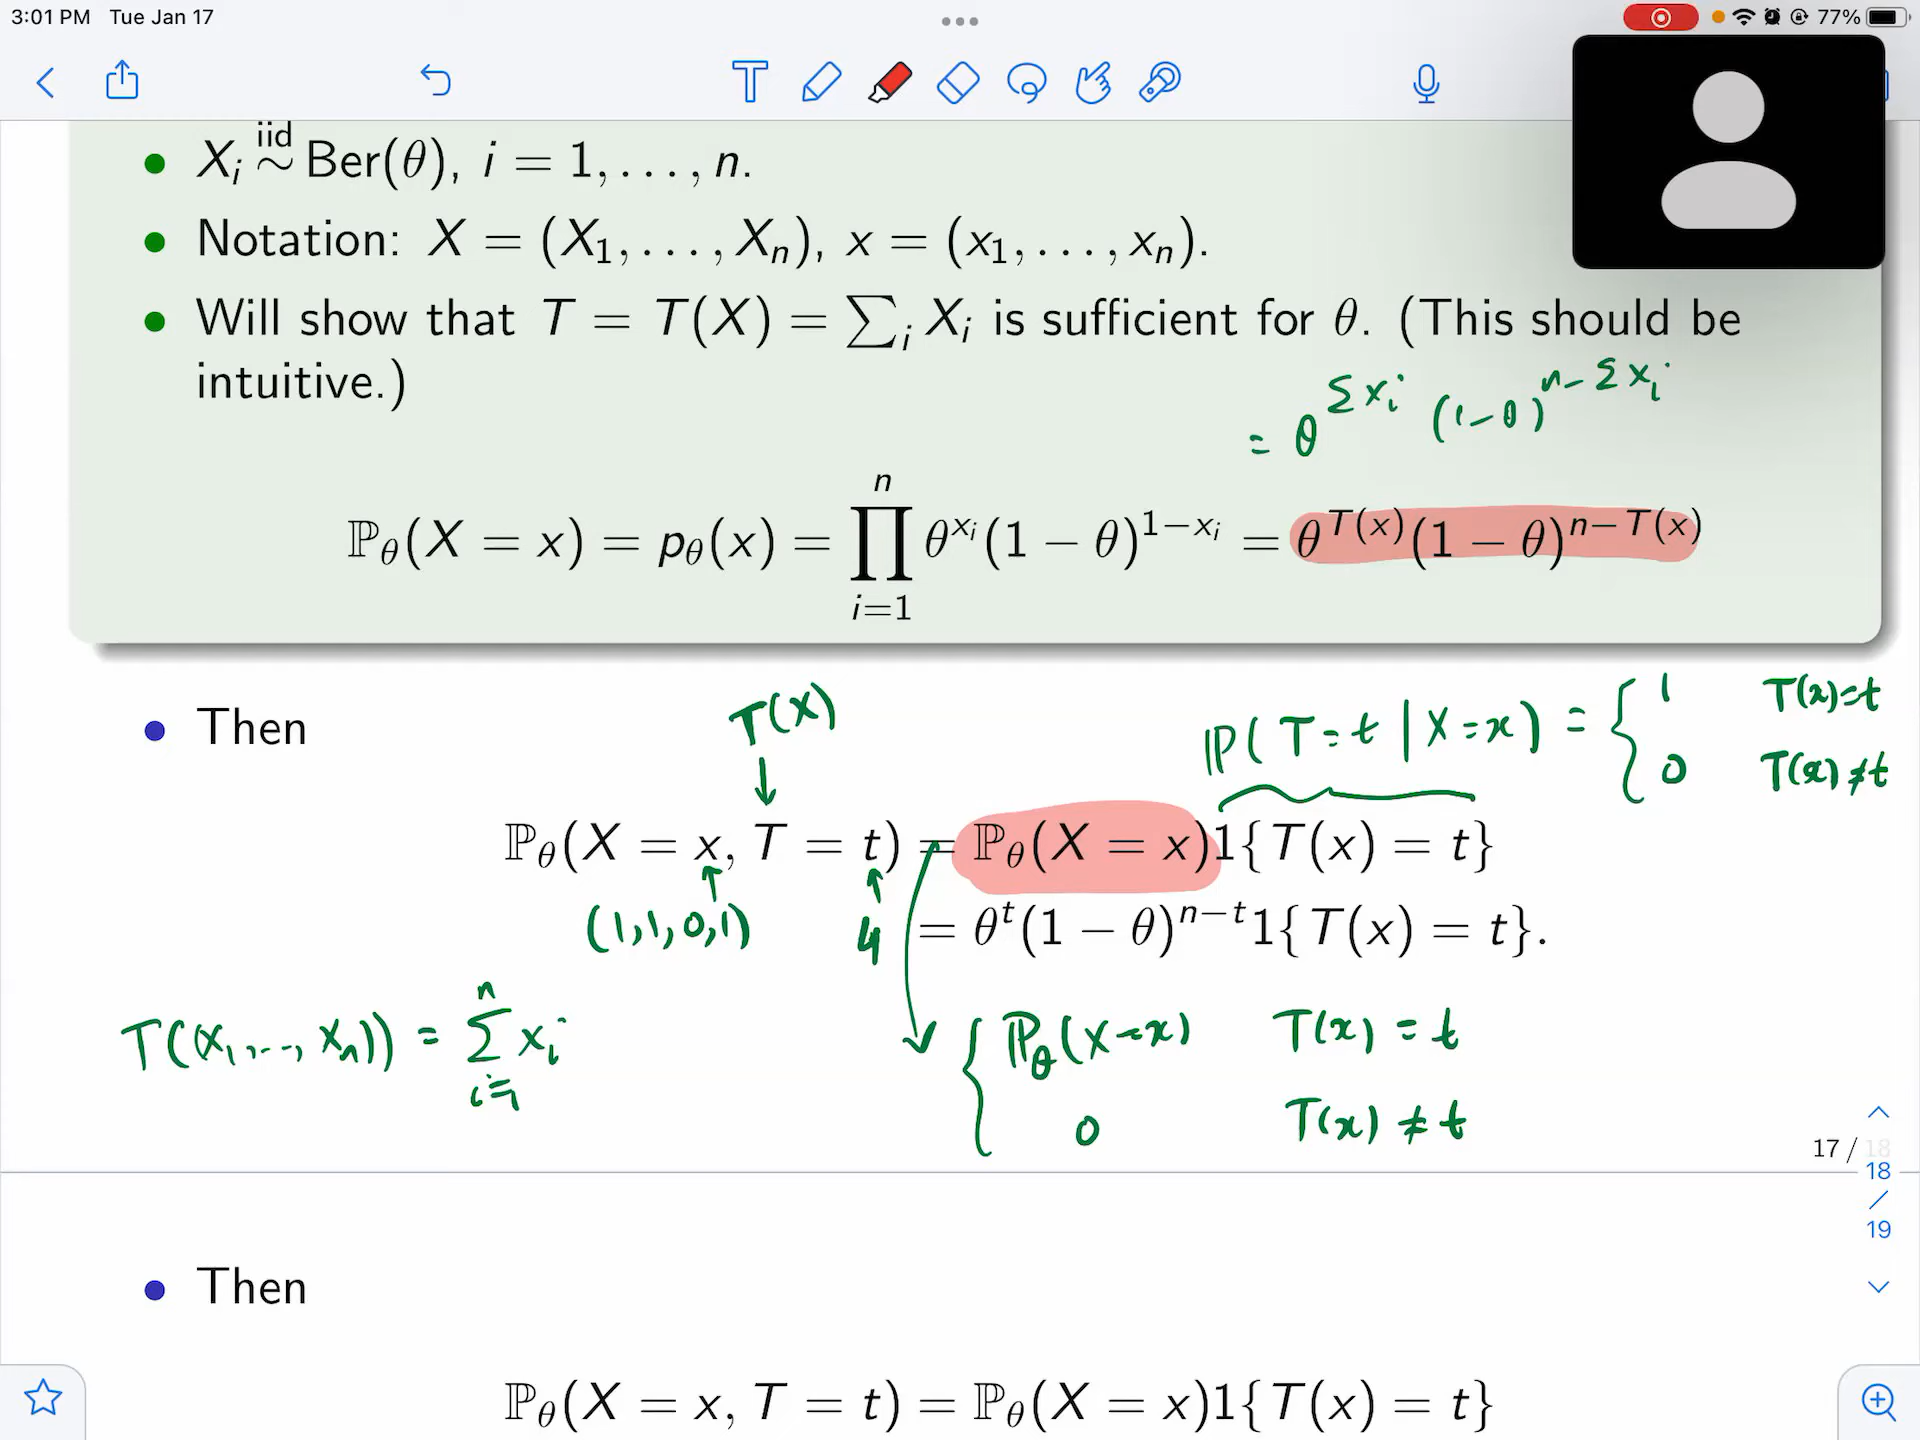 3:01 PM Tue Jan 17 77%
• X_i iid ∼ Ber(θ), i = 1, . . . , n.
• Notation: X = (X_1, . . . , X_n), x = (x_1, . . . , x_n).
• Will show that T = T(X) = ∑_i X_i is sufficient for θ. (This should be
intuitive.)
= θ^{Σ x_i} (1-θ)^{n - Σ x_i}
ℙ_θ(X = x) = p_θ(x) = ∏_{i=1}^{n} θ^{x_i}(1 − θ)^{1−x_i} = θ^{T(x)}(1 − θ)^{n−T(x)}
• Then
T(X)
ℙ( T=t | X=x ) = { 1 T(x)=t
0 T(x)≠t
ℙ_θ(X = x, T = t) = ℙ_θ(X = x)1{T(x) = t}
(1,1,0,1) 4
= θ^t(1 − θ)^{n−t}1{T(x) = t}.
T((x_1,..., x_n)) = Σ_{i=1}^{n} x_i
{ ℙ_θ(X=x) T(x) = t
0 T(x) ≠ t
17 / 18
18
/
19
• Then
ℙ_θ(X = x, T = t) = ℙ_θ(X = x)1{T(x) = t}